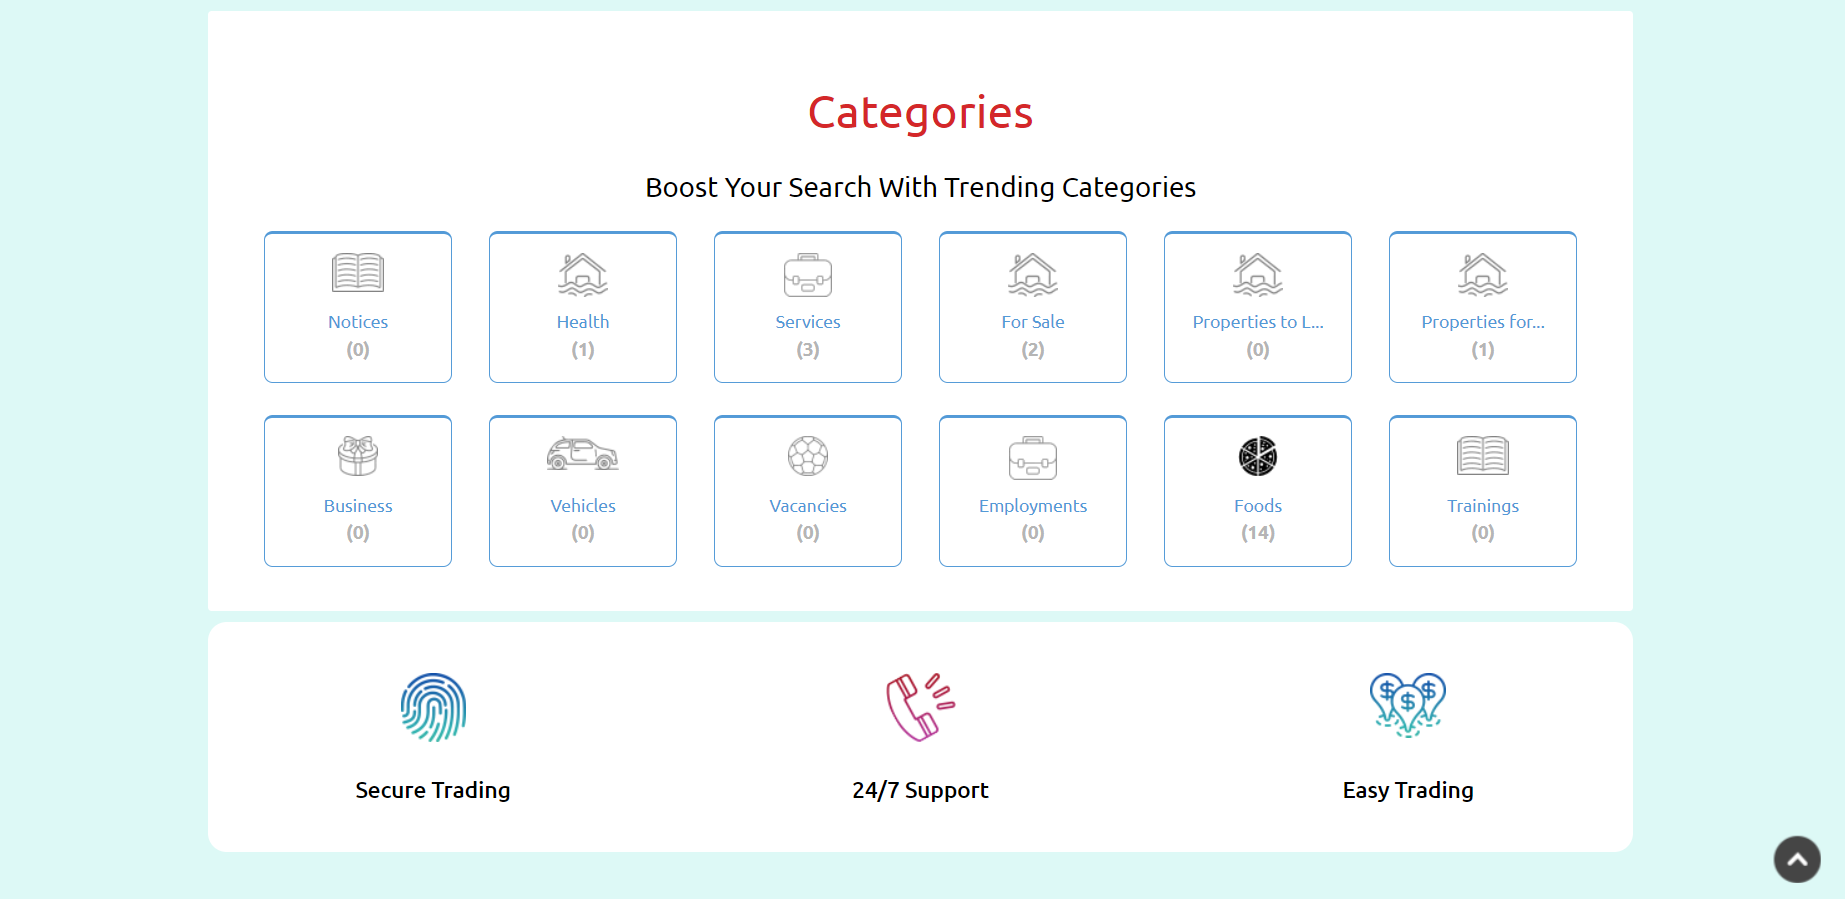 Categories
Boost Your Search With Trending Categories
Notices
(0)
Health
(1)
Services
(3)
For Sale
(2)
Properties to L...
(0)
Properties for...
(1)
Business
(0)
Vehicles
(0)
Vacancies
(0)
Employments
(0)
Foods
(14)
Trainings
(0)
Secure Trading
24/7 Support
$ $ $
Easy Trading